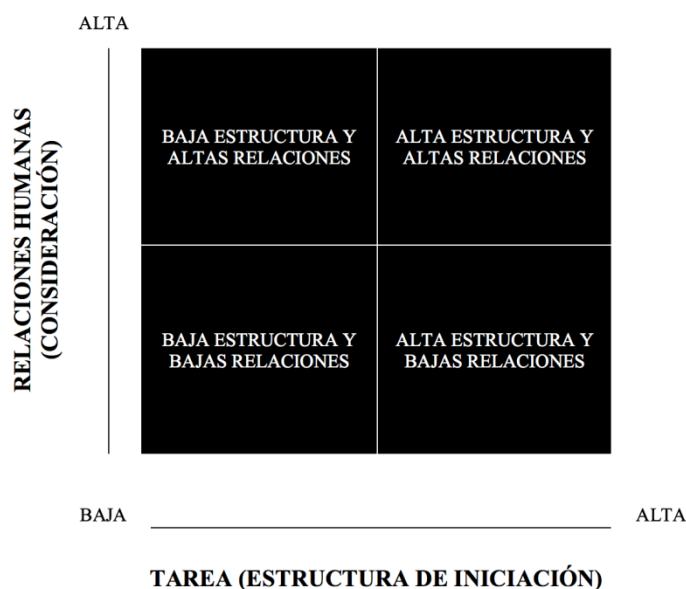 ALTA
RELACIONES HUMANAS
(CONSIDERACIÓN)
BAJA ESTRUCTURA Y
ALTAS RELACIONES
ALTA ESTRUCTURA Y
ALTAS RELACIONES
BAJA ESTRUCTURA Y
BAJAS RELACIONES
ALTA ESTRUCTURA Y
BAJAS RELACIONES
BAJA
ALTA
TAREA (ESTRUCTURA DE INICIACIÓN)